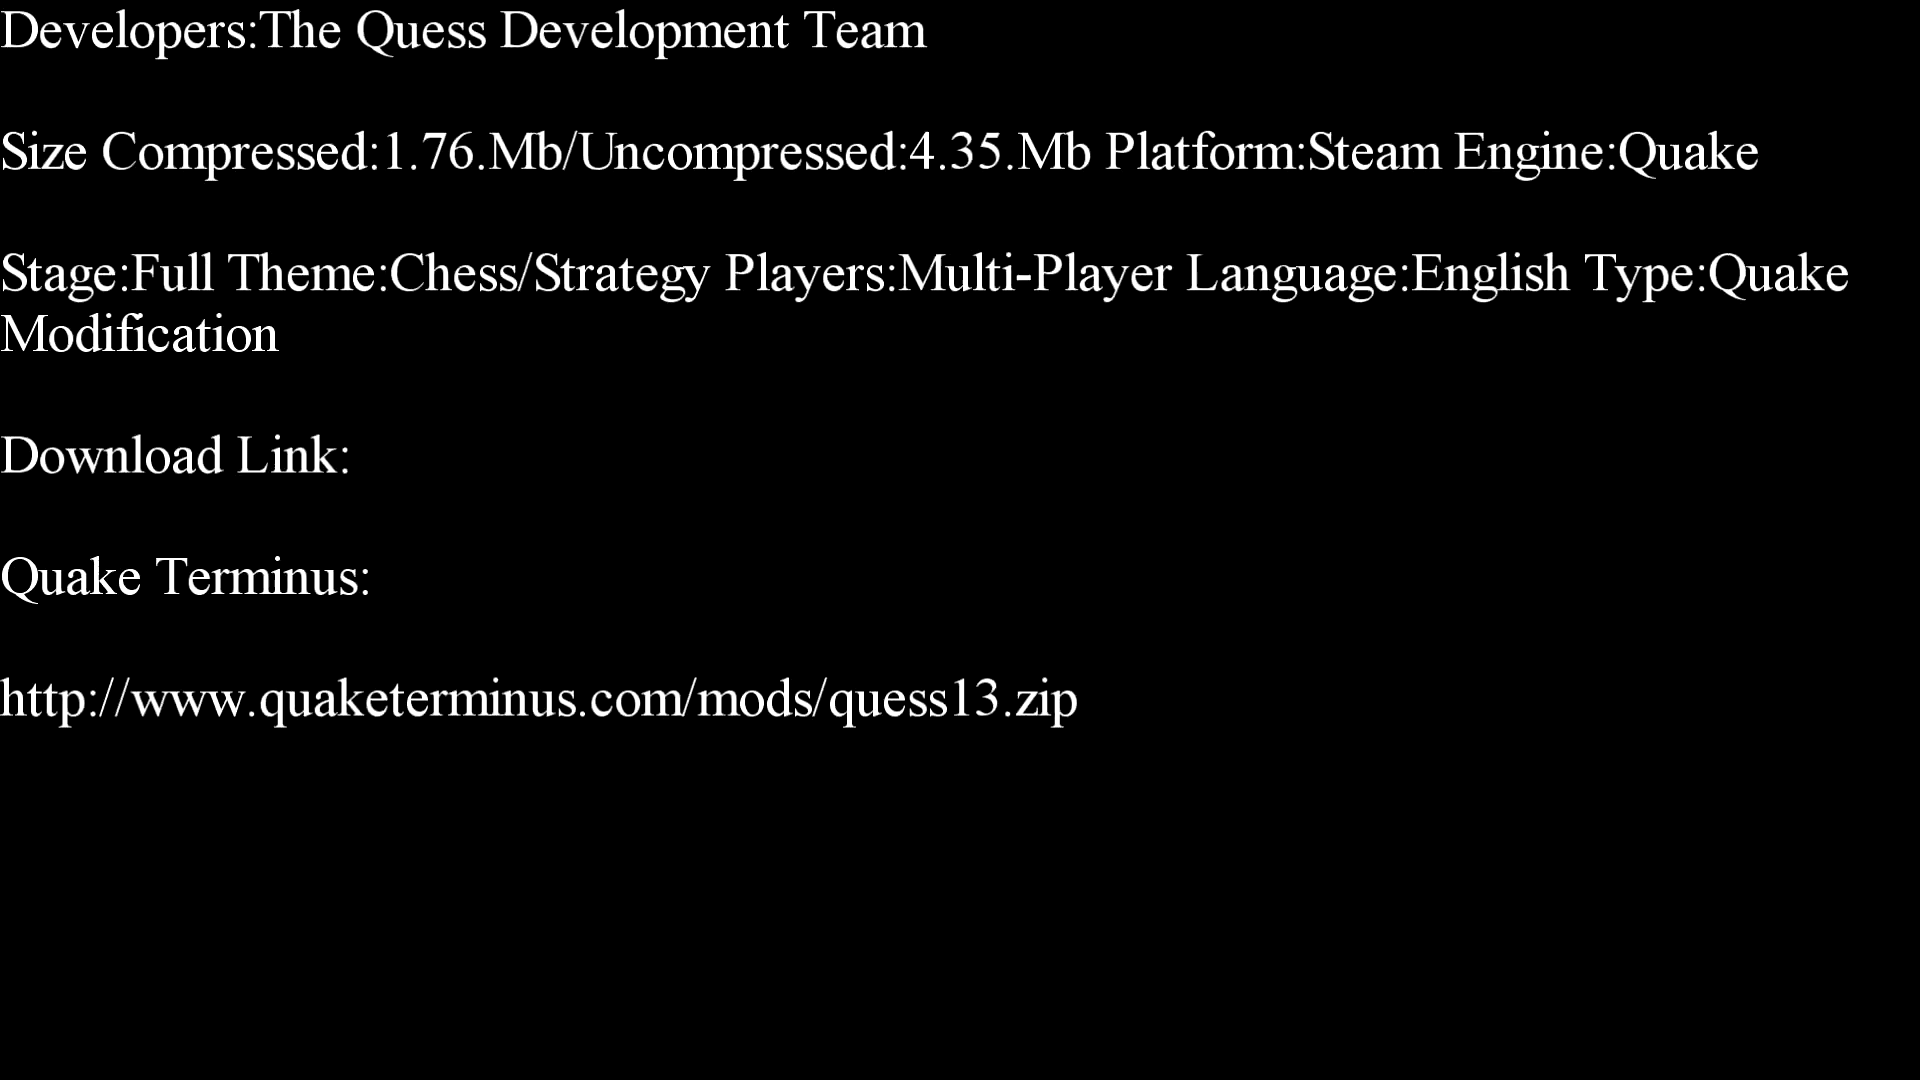 Developers:The Quess Development Team
Size Compressed:1.76.Mb/Uncompressed:4.35.Mb Platform:Steam Engine:Quake
Stage:Full Theme:Chess/Strategy Players:Multi-Player Language:English Type:Quake
Modification
Download Link:
Quake Terminus:
http://www.quaketerminus.com/mods/quess13.zip